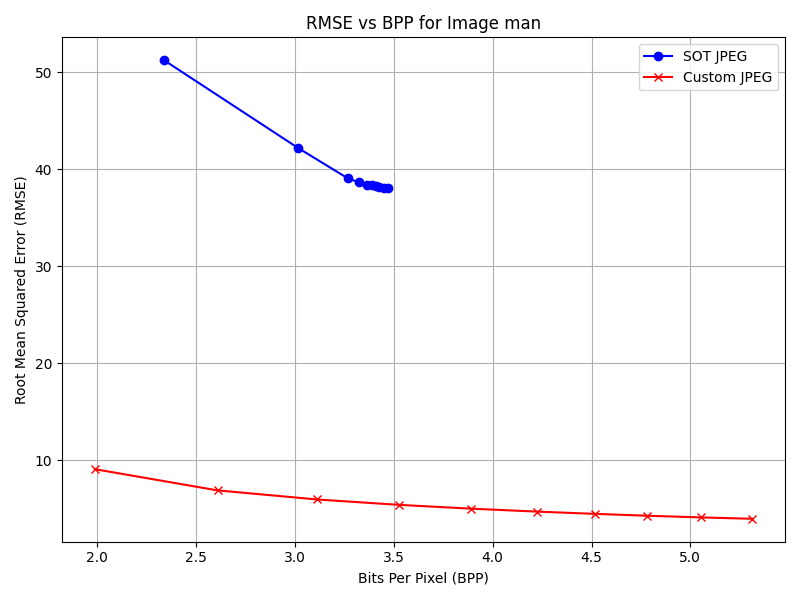 RMSE vs BPP for Image man
SOT JPEG
Custom JPEG
Root Mean Squared Error (RMSE)
50
40
30
20
10
2.0 2.5 3.0 3.5 4.0 4.5 5.0
Bits Per Pixel (BPP)